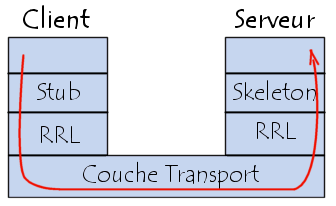 Client
Serveur
Stub
Skeleton
RRL
RRL
Couche Transport